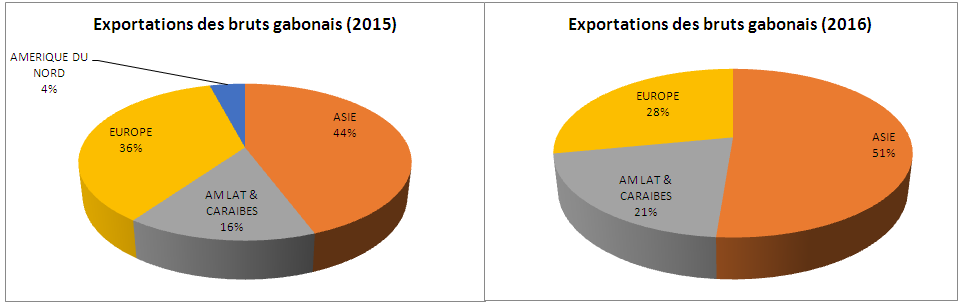 Exportations des bruts gabonais (2015)
AMERIQUE DU
NORD
4%
ASIE
44%
EUROPE
36%
AM LAT &
CARAIBES
16%
Exportations des bruts gabonais (2016)
EUROPE
28%
ASIE
51%
AM LAT &
CARAIBES
21%